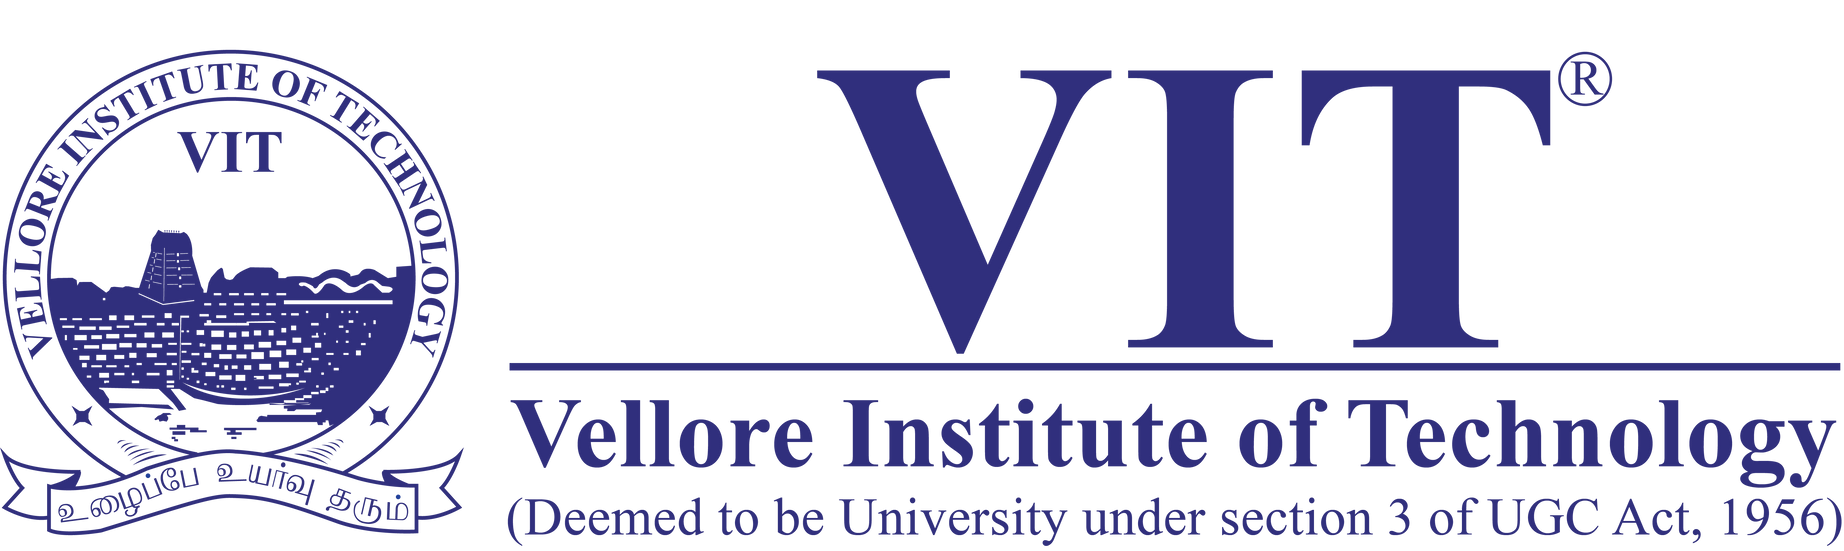 VELLORE INSTITUTE OF TECHNOLOGY
VIT
உழைப்பே உயர்வு தரும்
VIT®
Vellore Institute of Technology
(Deemed to be University under section 3 of UGC Act, 1956)